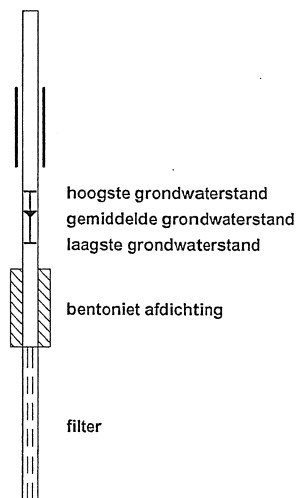 hoogste grondwaterstand
gemiddelde grondwaterstand
laagste grondwaterstand
bentoniet afdichting
filter